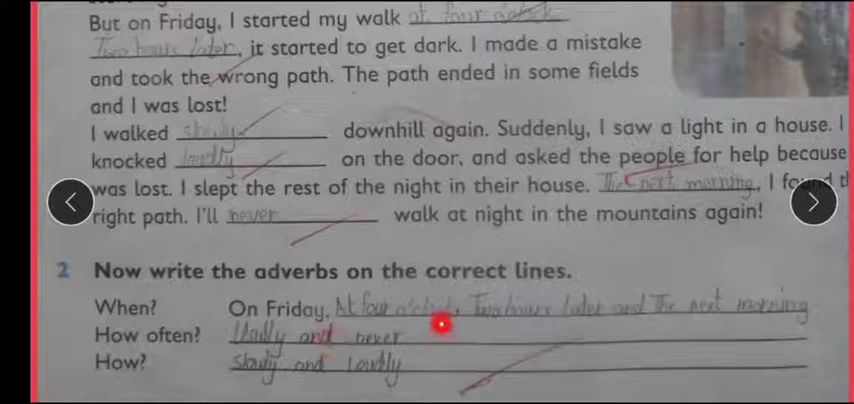 But on Friday, I started my walk at four o'clock
Two hours later, it started to get dark. I made a mistake
and took the wrong path. The path ended in some fields
and I was lost!
I walked slowly downhill again. Suddenly, I saw a light in a house. I
knocked loudly on the door, and asked the people for help because
was lost. I slept the rest of the night in their house. The next morning, I found
right path. I'll never walk at night in the mountains again!
2 Now write the adverbs on the correct lines.
When? On Friday, At four o'clock, Two hours later and The next morning
How often? and never
How? slowly and Loudly